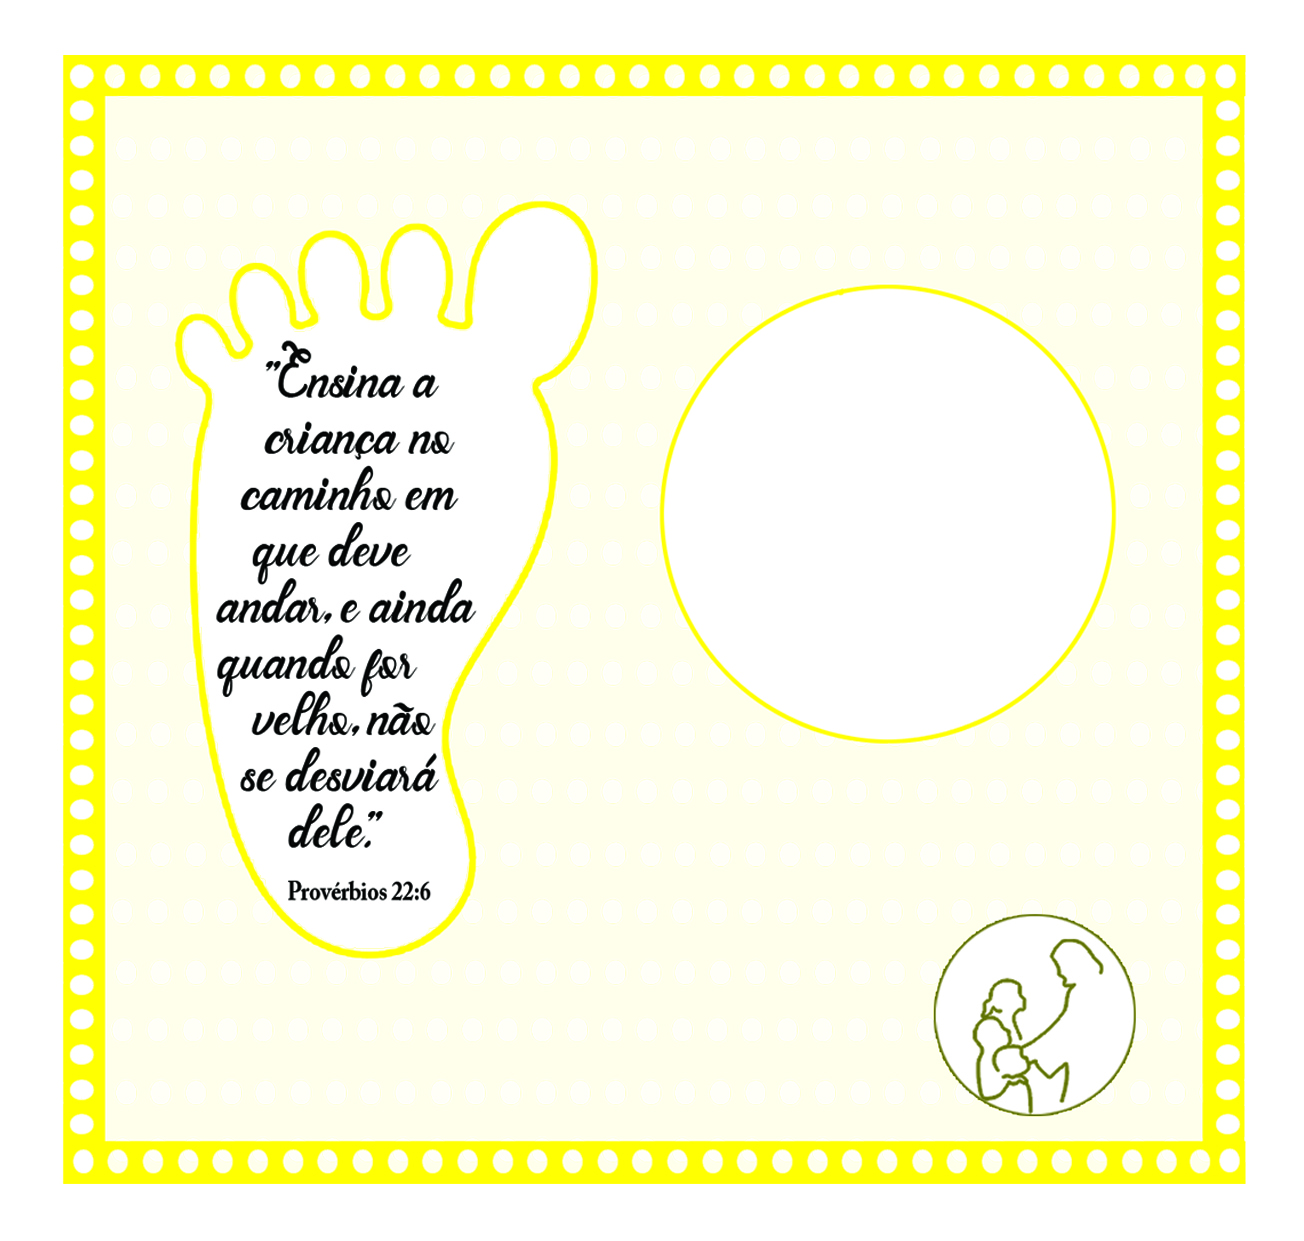 "Ensina a
criança no
caminho em
que deve
andar, e ainda
quando for
velho, não
se desviará
dele."
Provérbios 22:6